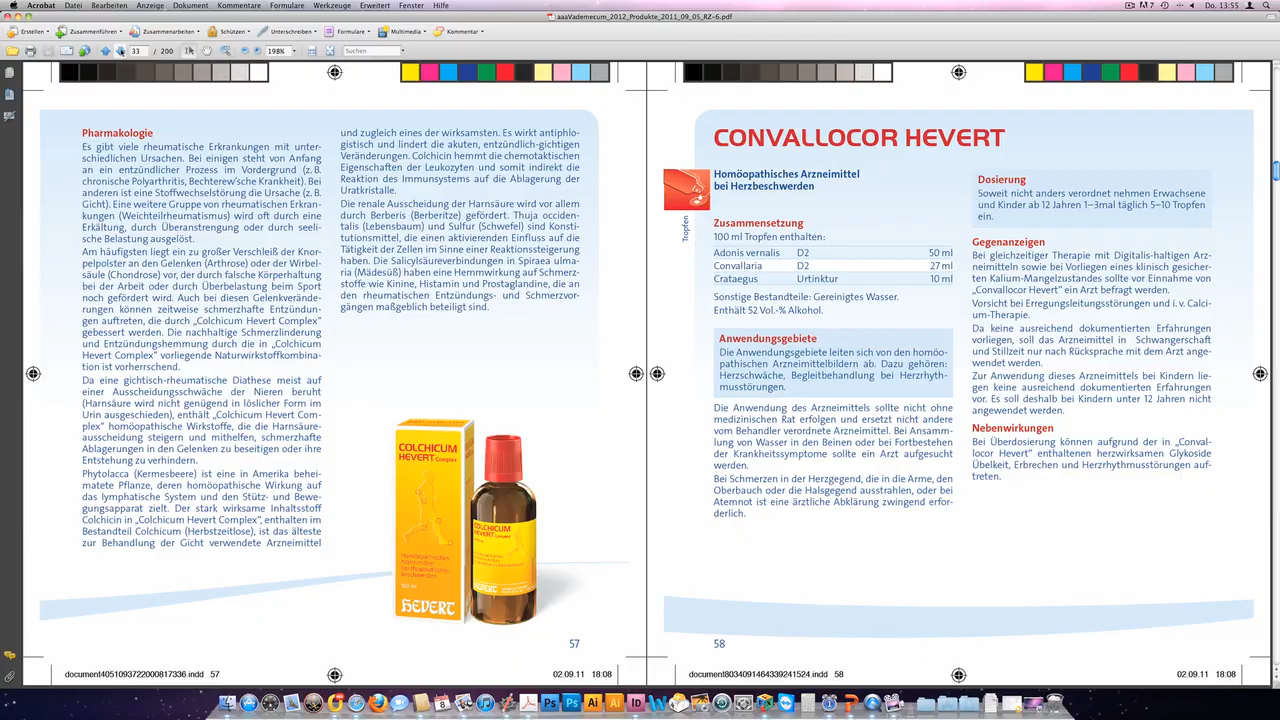 Acrobat Datei Bearbeiten Anzeige Dokument Kommentare Formulare Werkzeuge Erweitert Fenster Hilfe
Do. 13:55
aaaVademecum_2012_Produkte_2011_09_05_RZ-6.pdf
Erstellen Zusammenführen Zusammenarbeiten Schützen Unterschreiben Formulare Multimedia Kommentar
33 / 200 198% Suchen
Pharmakologie
Es gibt viele rheumatische Erkrankungen mit unter-
schiedlichen Ursachen. Bei einigen steht von Anfang
an ein entzündlicher Prozess im Vordergrund (z. B.
chronische Polyarthritis, Bechterew'sche Krankheit). Bei
anderen ist eine Stoffwechselstörung die Ursache (z. B.
Gicht). Eine weitere Gruppe von rheumatischen Erkran-
kungen (Weichteilrheumatismus) wird oft durch eine
Erkältung, durch Überanstrengung oder durch seeli-
sche Belastung ausgelöst.
Am häufigsten liegt ein zu großer Verschleiß der Knor-
pelpolster an den Gelenken (Arthrose) oder der Wirbel-
säule (Chondrose) vor, der durch falsche Körperhaltung
bei der Arbeit oder durch Überbelastung beim Sport
noch gefördert wird. Auch bei diesen Gelenkverände-
rungen können zeitweise schmerzhafte Entzündun-
gen auftreten, die durch „Colchicum Hevert Complex“
gebessert werden. Die nachhaltige Schmerzlinderung
und Entzündungshemmung durch die in „Colchicum
Hevert Complex“ vorliegende Naturwirkstoffkombina-
tion ist vorherrschend.
Da eine gichtisch-rheumatische Diathese meist auf
einer Ausscheidungsschwäche der Nieren beruht
(Harnsäure wird nicht genügend in löslicher Form im
Urin ausgeschieden), enthält „Colchicum Hevert Com-
plex“ homöopathische Wirkstoffe, die die Harnsäure-
ausscheidung steigern und mithelfen, schmerzhafte
Ablagerungen in den Gelenken zu beseitigen oder ihre
Entstehung zu verhindern.
Phytolacca (Kermesbeere) ist eine in Amerika behei-
matete Pflanze, deren homöopathische Wirkung auf
das lymphatische System und den Stütz- und Bewe-
gungsapparat zielt. Der stark wirksame Inhaltsstoff
Colchicin in „Colchicum Hevert Complex“, enthalten im
Bestandteil Colchicum (Herbstzeitlose), ist das älteste
zur Behandlung der Gicht verwendete Arzneimittel
und zugleich eines der wirksamsten. Es wirkt antiphlo-
gistisch und lindert die akuten, entzündlich-gichtigen
Veränderungen. Colchicin hemmt die chemotaktischen
Eigenschaften der Leukozyten und somit indirekt die
Reaktion des Immunsystems auf die Ablagerung der
Uratkristalle.
Die renale Ausscheidung der Harnsäure wird vor allem
durch Berberis (Berberitze) gefördert. Thuja occiden-
talis (Lebensbaum) und Sulfur (Schwefel) sind Konsti-
tutionsmittel, die einen aktivierenden Einfluss auf die
Tätigkeit der Zellen im Sinne einer Reaktionssteigerung
haben. Die Salicylsäureverbindungen in Spiraea ulma-
ria (Mädesüß) haben eine Hemmwirkung auf Schmerz-
stoffe wie Kinine, Histamin und Prostaglandine, die an
den rheumatischen Entzündungs- und Schmerzvor-
gängen maßgeblich beteiligt sind.
COLCHICUM
HEVERT Complex
Homöopathisches
Arzneimittel
bei rheumatischen
Beschwerden
100 ml
HEVERT
COLCHICUM
HEVERT Complex
HEVERT
57
CONVALLOCOR HEVERT
Tropfen
Homöopathisches Arzneimittel
bei Herzbeschwerden
Zusammensetzung
100 ml Tropfen enthalten:
Adonis vernalis D2 50 ml
Convallaria D2 27 ml
Crataegus Urtinktur 10 ml
Sonstige Bestandteile: Gereinigtes Wasser.
Enthält 52 Vol.-% Alkohol.
Anwendungsgebiete
Die Anwendungsgebiete leiten sich von den homöo-
pathischen Arzneimittelbildern ab. Dazu gehören:
Herzschwäche, Begleitbehandlung bei Herzrhyth-
musstörungen.
Die Anwendung des Arzneimittels sollte nicht ohne
medizinischen Rat erfolgen und ersetzt nicht andere
vom Behandler verordnete Arzneimittel. Bei Ansamm-
lung von Wasser in den Beinen oder bei Fortbestehen
der Krankheitssymptome sollte ein Arzt aufgesucht
werden.
Bei Schmerzen in der Herzgegend, die in die Arme, den
Oberbauch oder die Halsgegend ausstrahlen, oder bei
Atemnot ist eine ärztliche Abklärung zwingend erfor-
derlich.
Dosierung
Soweit nicht anders verordnet nehmen Erwachsene
und Kinder ab 12 Jahren 1–3mal täglich 5–10 Tropfen
ein.
Gegenanzeigen
Bei gleichzeitiger Therapie mit Digitalis-haltigen Arz-
neimitteln sowie bei Vorliegen eines klinisch gesicher-
ten Kalium-Mangelzustandes sollte vor Einnahme von
„Convallocor Hevert“ ein Arzt befragt werden.
Vorsicht bei Erregungsleitungsstörungen und i. v. Calci-
um-Therapie.
Da keine ausreichend dokumentierten Erfahrungen
vorliegen, soll das Arzneimittel in Schwangerschaft
und Stillzeit nur nach Rücksprache mit dem Arzt ange-
wendet werden.
Zur Anwendung dieses Arzneimittels bei Kindern lie-
gen keine ausreichend dokumentierten Erfahrungen
vor. Es soll deshalb bei Kindern unter 12 Jahren nicht
angewendet werden.
Nebenwirkungen
Bei Überdosierung können aufgrund der in „Conval-
locor Hevert“ enthaltenen herzwirksamen Glykoside
Übelkeit, Erbrechen und Herzrhythmusstörungen auf-
treten.
58
document4051093722000817336.indd 57 02.09.11 18:08
document8034091464339241524.indd 58 02.09.11 18:08